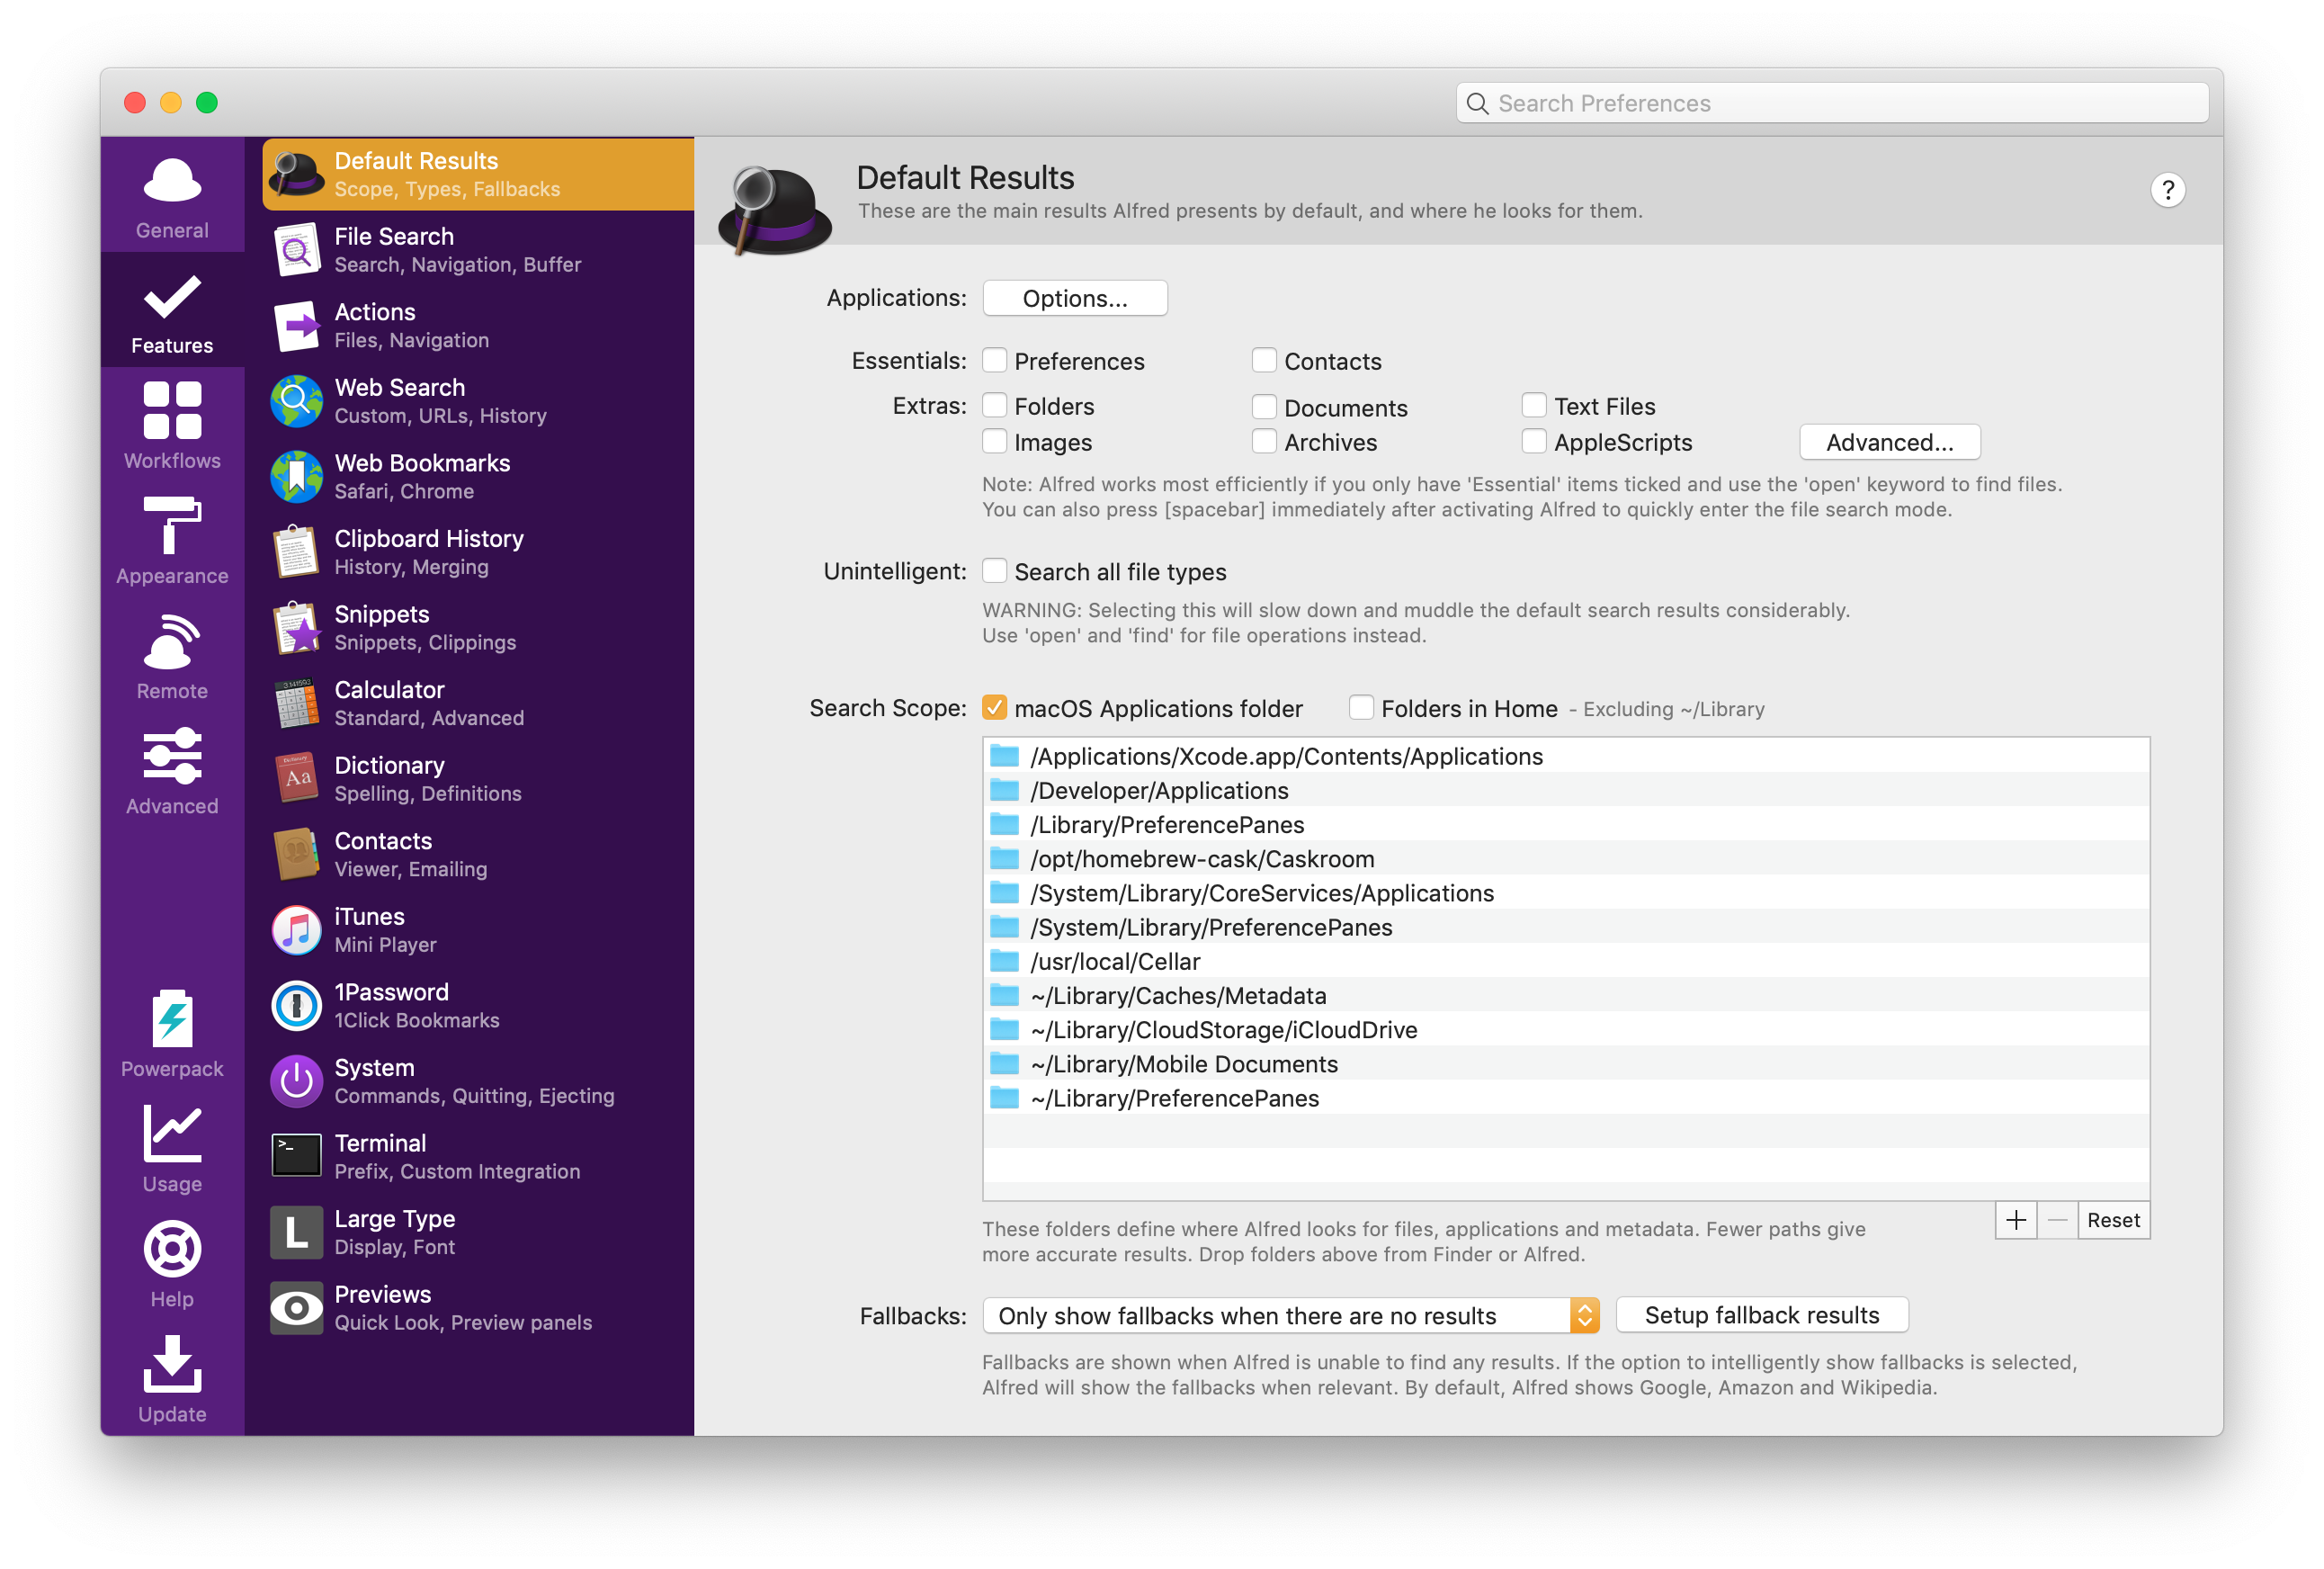 Search Preferences
General
Features
Workflows
Appearance
Remote
Advanced
Powerpack
Usage
Help
Update
Default Results
Scope, Types, Fallbacks
File Search
Search, Navigation, Buffer
Actions
Files, Navigation
Web Search
Custom, URLs, History
Web Bookmarks
Safari, Chrome
Clipboard History
History, Merging
Snippets
Snippets, Clippings
Calculator
Standard, Advanced
Dictionary
Spelling, Definitions
Contacts
Viewer, Emailing
iTunes
Mini Player
1Password
1Click Bookmarks
System
Commands, Quitting, Ejecting
Terminal
Prefix, Custom Integration
Large Type
Display, Font
Previews
Quick Look, Preview panels
Default Results
These are the main results Alfred presents by default, and where he looks for them.
?
Applications: Options...
Essentials: Preferences Contacts
Extras: Folders Documents Text Files
Images Archives AppleScripts Advanced...
Note: Alfred works most efficiently if you only have 'Essential' items ticked and use the 'open' keyword to find files.
You can also press [spacebar] immediately after activating Alfred to quickly enter the file search mode.
Unintelligent: Search all file types
WARNING: Selecting this will slow down and muddle the default search results considerably.
Use 'open' and 'find' for file operations instead.
Search Scope: macOS Applications folder Folders in Home - Excluding ~/Library
/Applications/Xcode.app/Contents/Applications
/Developer/Applications
/Library/PreferencePanes
/opt/homebrew-cask/Caskroom
/System/Library/CoreServices/Applications
/System/Library/PreferencePanes
/usr/local/Cellar
~/Library/Caches/Metadata
~/Library/CloudStorage/iCloudDrive
~/Library/Mobile Documents
~/Library/PreferencePanes
+ — Reset
These folders define where Alfred looks for files, applications and metadata. Fewer paths give
more accurate results. Drop folders above from Finder or Alfred.
Fallbacks: Only show fallbacks when there are no results Setup fallback results
Fallbacks are shown when Alfred is unable to find any results. If the option to intelligently show fallbacks is selected,
Alfred will show the fallbacks when relevant. By default, Alfred shows Google, Amazon and Wikipedia.